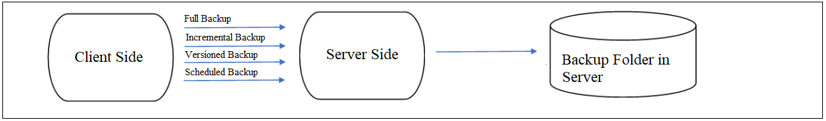 Full Backup
Incremental Backup
Client Side
Versioned Backup
Scheduled Backup
Server Side
Backup Folder in
Server